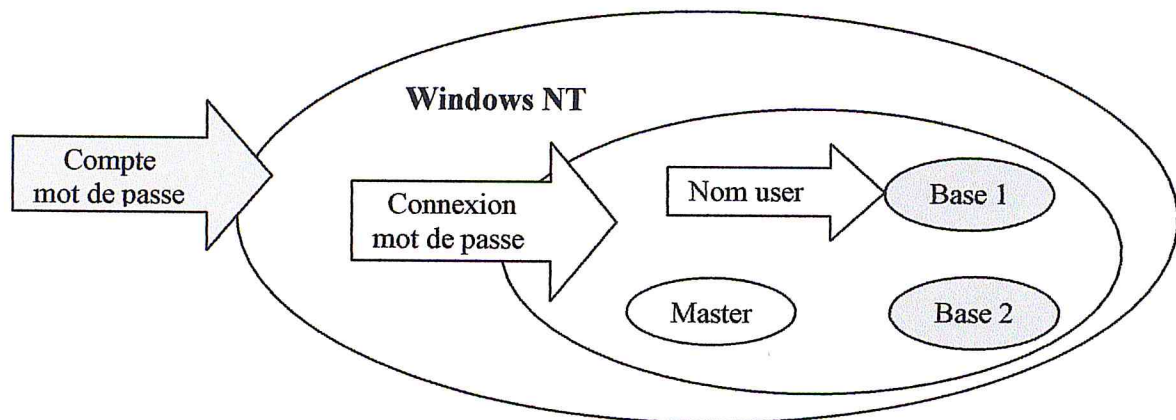 Windows NT
Compte
mot de passe
Connexion
mot de passe
Nom user
Base 1
Master
Base 2